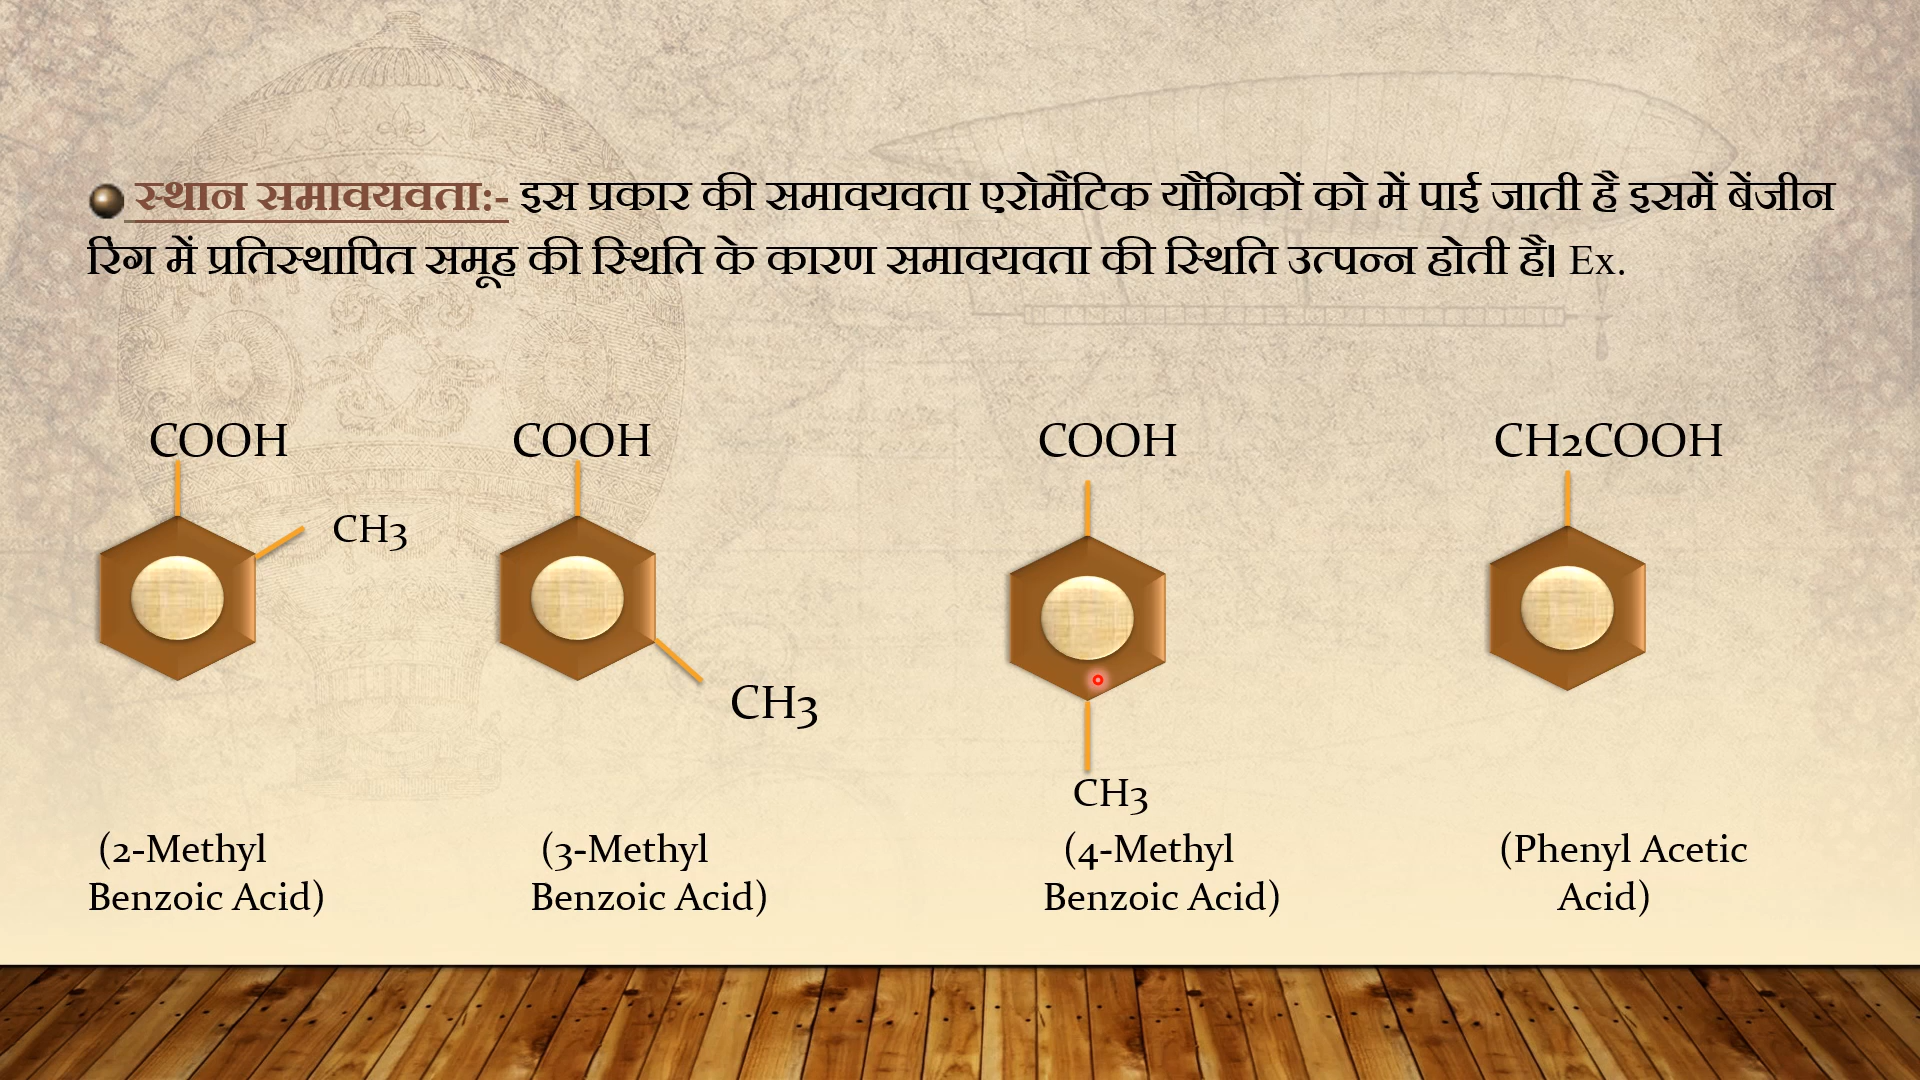 स्थान समावयवता:- इस प्रकार की समावयवता एरोमैटिक यौगिकों को में पाई जाती है इसमें बेंजीन
रिंग में प्रतिस्थापित समूह की स्थिति के कारण समावयवता की स्थिति उत्पन्न होती है। Ex.
COOH COOH COOH CH2COOH
CH3
CH3
CH3
(2-Methyl (3-Methyl (4-Methyl (Phenyl Acetic
Benzoic Acid) Benzoic Acid) Benzoic Acid) Acid)